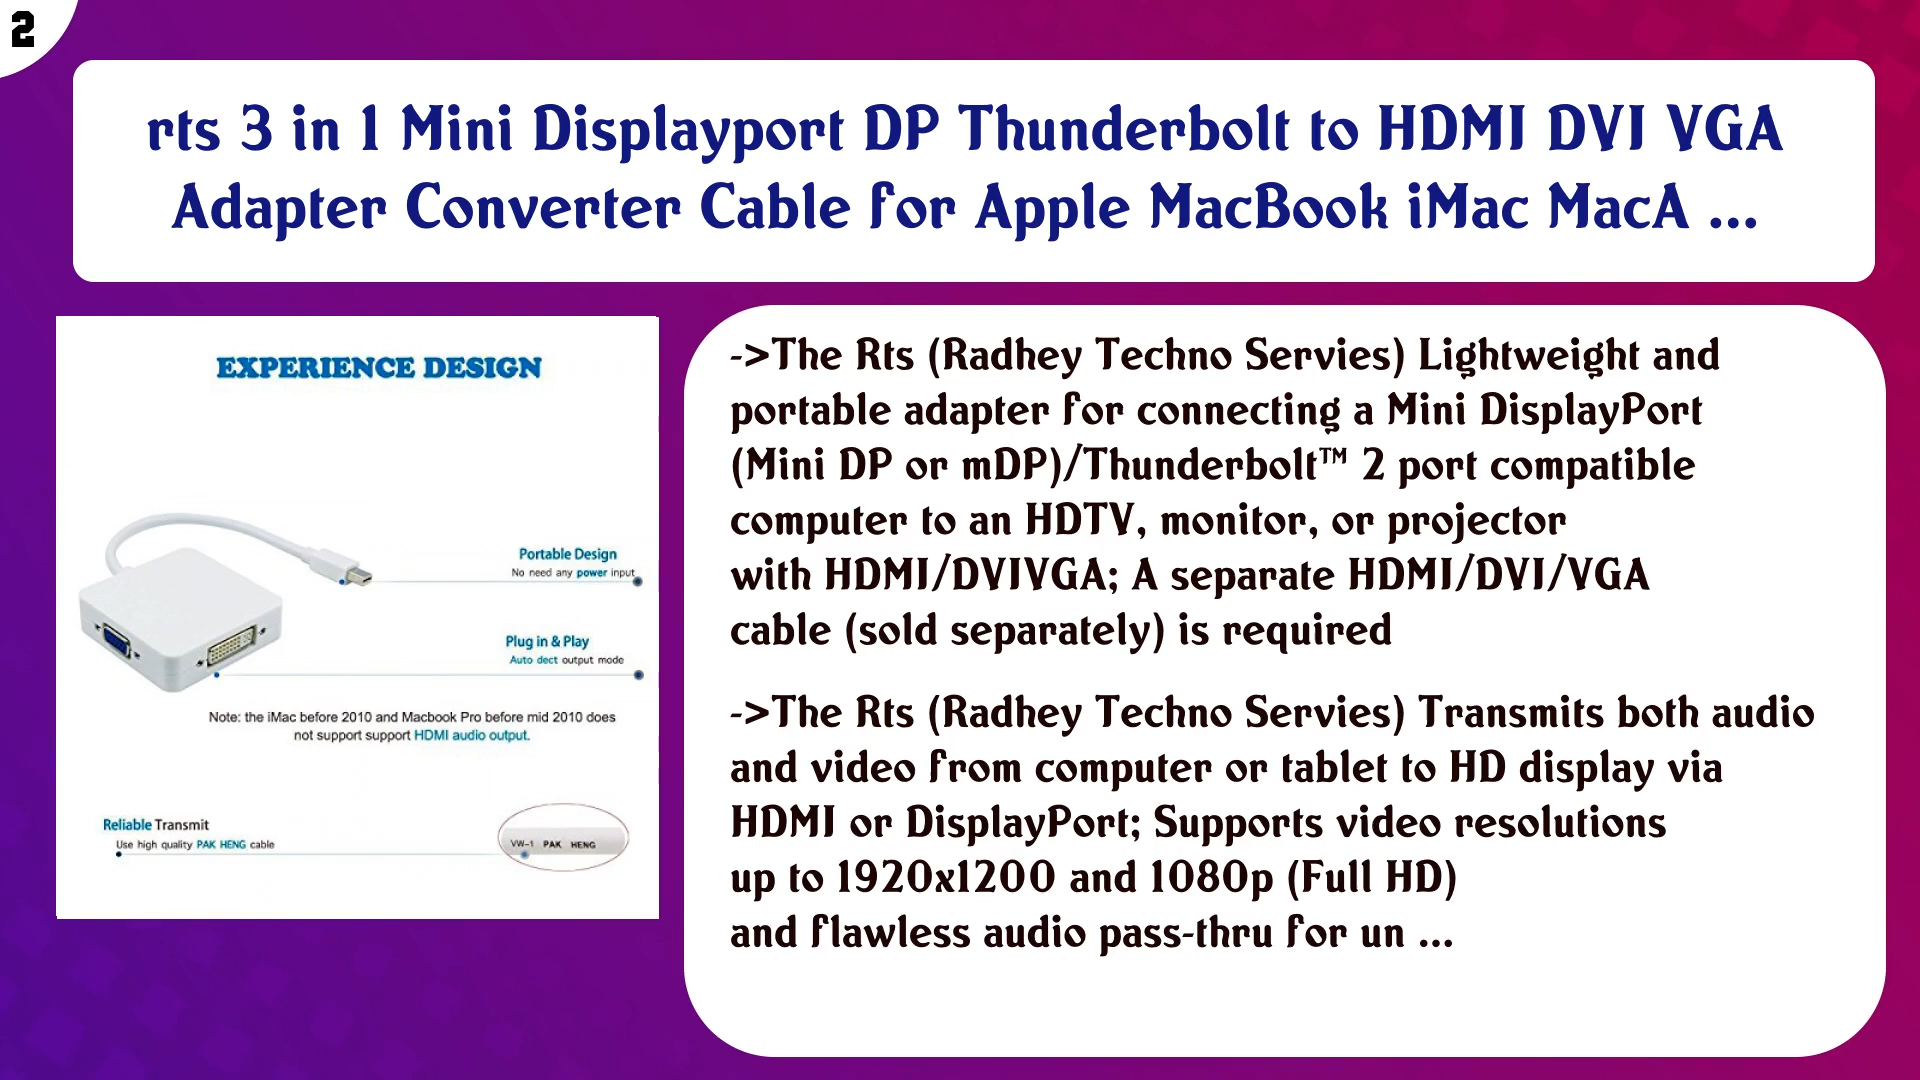 2
rts 3 in 1 Mini Displayport DP Thunderbolt to HDMI DVI VGA
Adapter Converter Cable for Apple MacBook iMac MacA ...
EXPERIENCE DESIGN
Portable Design
No need any power input
Plug in & Play
Auto dect output mode
Note: the iMac before 2010 and Macbook Pro before mid 2010 does
not support support HDMI audio output.
Reliable Transmit
Use high quality PAK HENG cable
VW-1 PAK HENG
->The Rts (Radhey Techno Servies) Lightweight and
portable adapter for connecting a Mini DisplayPort
(Mini DP or mDP)/Thunderbolt™ 2 port compatible
computer to an HDTV, monitor, or projector
with HDMI/DVIVGA; A separate HDMI/DVI/VGA
cable (sold separately) is required
->The Rts (Radhey Techno Servies) Transmits both audio
and video from computer or tablet to HD display via
HDMI or DisplayPort; Supports video resolutions
up to 1920x1200 and 1080p (Full HD)
and flawless audio pass-thru for un ...